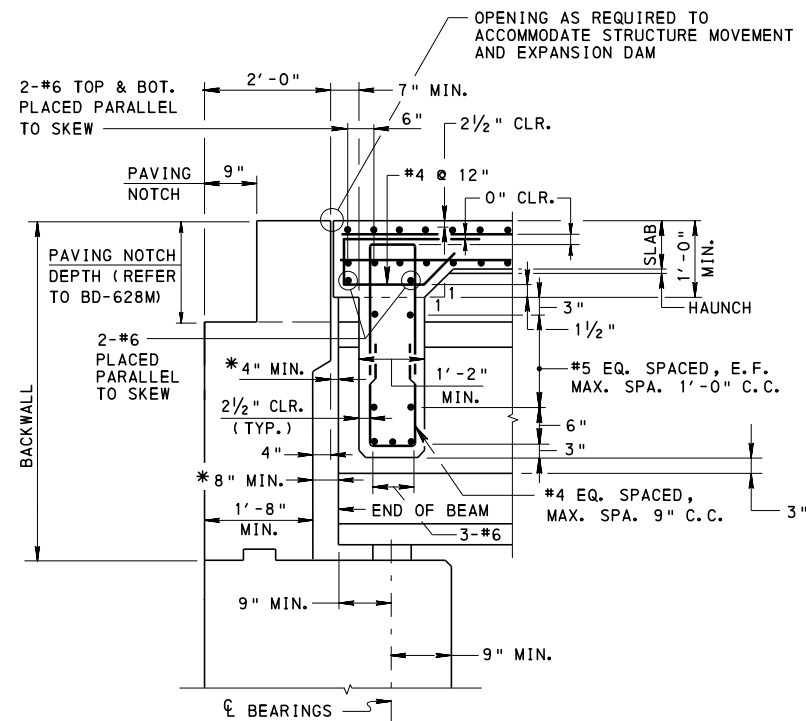 OPENING AS REQUIRED TO
ACCOMMODATE STRUCTURE MOVEMENT
AND EXPANSION DAM
2'-0"
7" MIN.
2-#6 TOP & BOT.
PLACED PARALLEL
TO SKEW
6"
2½" CLR.
PAVING
NOTCH
9"
#4 @ 12"
0" CLR.
SLAB
1'-0"
MIN.
PAVING NOTCH
DEPTH (REFER
TO BD-628M)
HAUNCH
1
1
3"
1½"
2-#6
PLACED
PARALLEL
TO SKEW
*4" MIN.
1'-2"
MIN.
#5 EQ. SPACED, E.F.
MAX. SPA. 1'-0" C.C.
BACKWALL
2½" CLR.
(TYP.)
6"
4"
3"
*8" MIN.
1'-8"
MIN.
END OF BEAM
3-#6
#4 EQ. SPACED,
MAX. SPA. 9" C.C.
3"
9" MIN.
9" MIN.
℄ BEARINGS